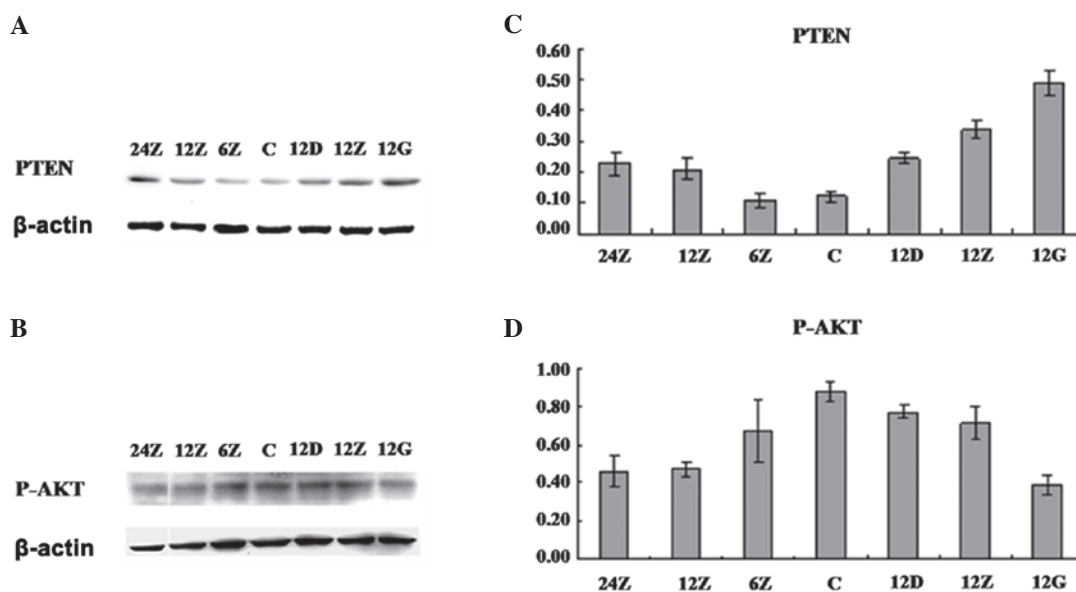 A
24Z 12Z 6Z C 12D 12Z 12G
PTEN
β-actin
B
24Z 12Z 6Z C 12D 12Z 12G
P-AKT
β-actin
C
PTEN
0.60
0.50
0.40
0.30
0.20
0.10
0.00
24Z 12Z 6Z C 12D 12Z 12G
D
P-AKT
1.00
0.80
0.60
0.40
0.20
0.00
24Z 12Z 6Z C 12D 12Z 12G